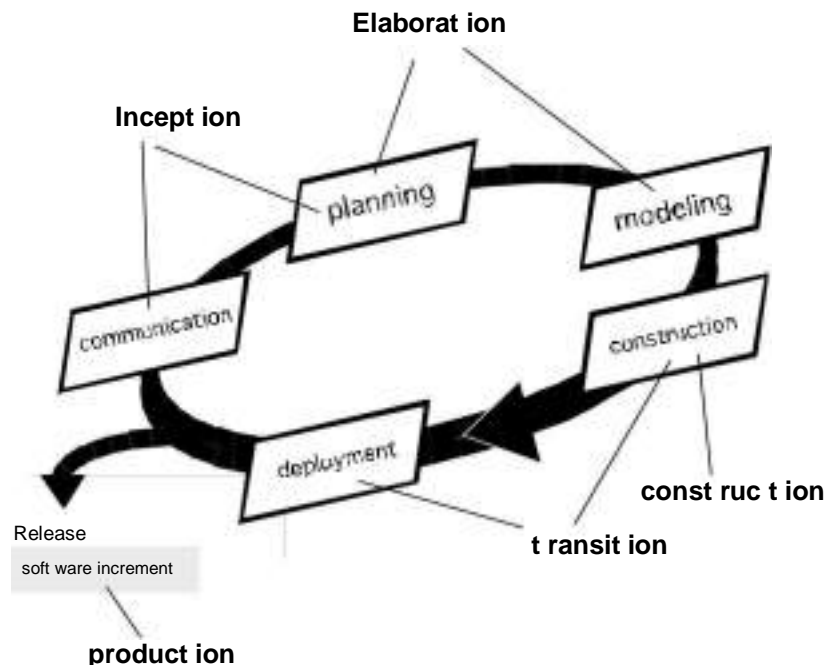 Elaborat ion
Incept ion
planning
modeling
communication
construction
deployment
const ruc t ion
t ransit ion
Release
soft ware increment
product ion